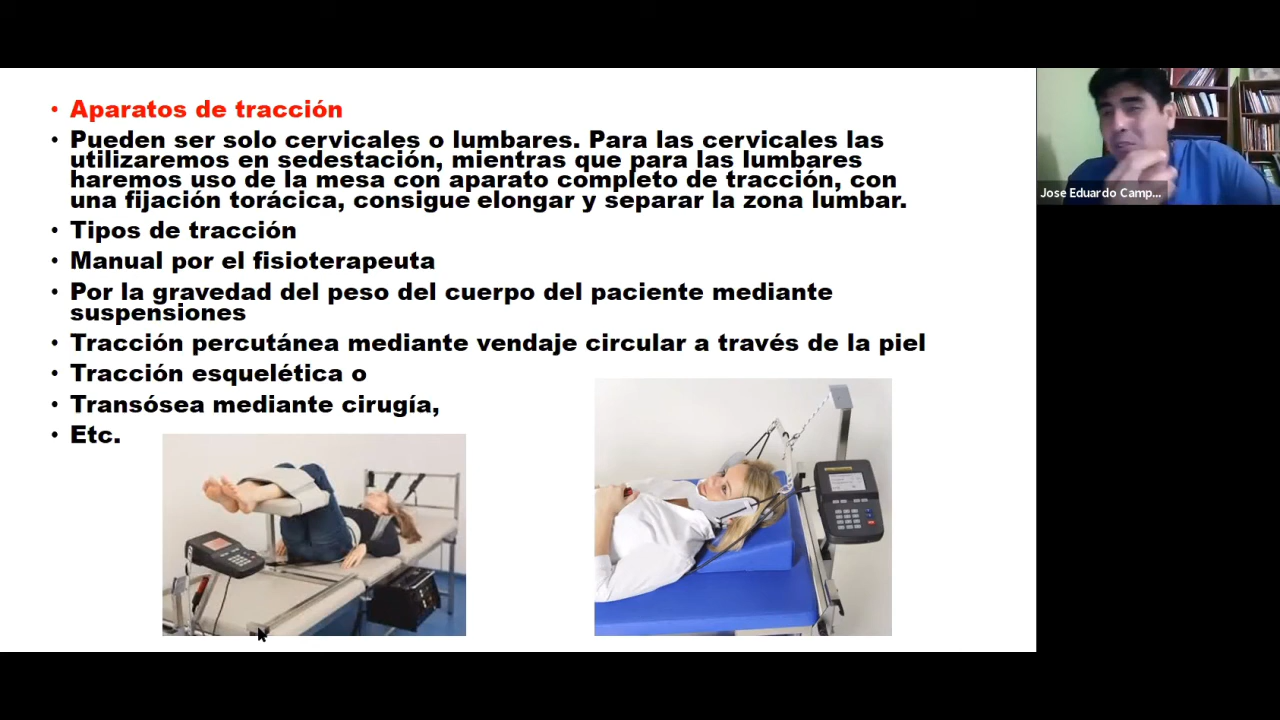 Aparatos de tracción
Pueden ser solo cervicales o lumbares. Para las cervicales las
utilizaremos en sedestación, mientras que para las lumbares
haremos uso de la mesa con aparato completo de tracción, con
una fijación torácica, consigue elongar y separar la zona lumbar.
Tipos de tracción
Manual por el fisioterapeuta
Por la gravedad del peso del cuerpo del paciente mediante
suspensiones
Tracción percutánea mediante vendaje circular a través de la piel
Tracción esquelética o
Transósea mediante cirugía,
Etc.
Jose Eduardo Camp...